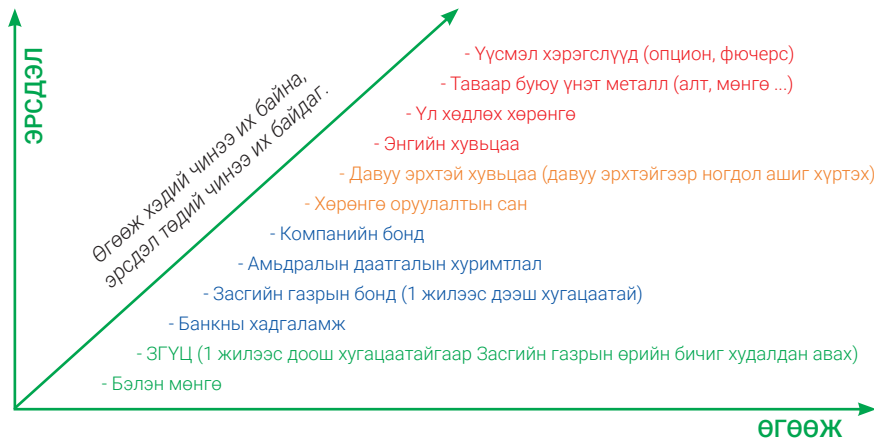 ЭРСДЭЛ
Өгөөж хэдий чинээ их байна,
эрсдэл төдий чинээ их байдаг.
- Үүсмэл хэрэгслүүд (опцион, фючерс)
- Таваар буюу үнэт металл (алт, мөнгө ...)
- Үл хөдлөх хөрөнгө
- Энгийн хувьцаа
- Давуу эрхтэй хувьцаа (давуу эрхтэйгээр ногдол ашиг хүртэх)
- Хөрөнгө оруулалтын сан
- Компанийн бонд
- Амьдралын даатгалын хуримтлал
- Засгийн газрын бонд (1 жилээс дээш хугацаатай)
- Банкны хадгаламж
- ЗГҮЦ (1 жилээс доош хугацаатайгаар Засгийн газрын өрийн бичиг худалдан авах)
- Бэлэн мөнгө
ӨГӨӨЖ